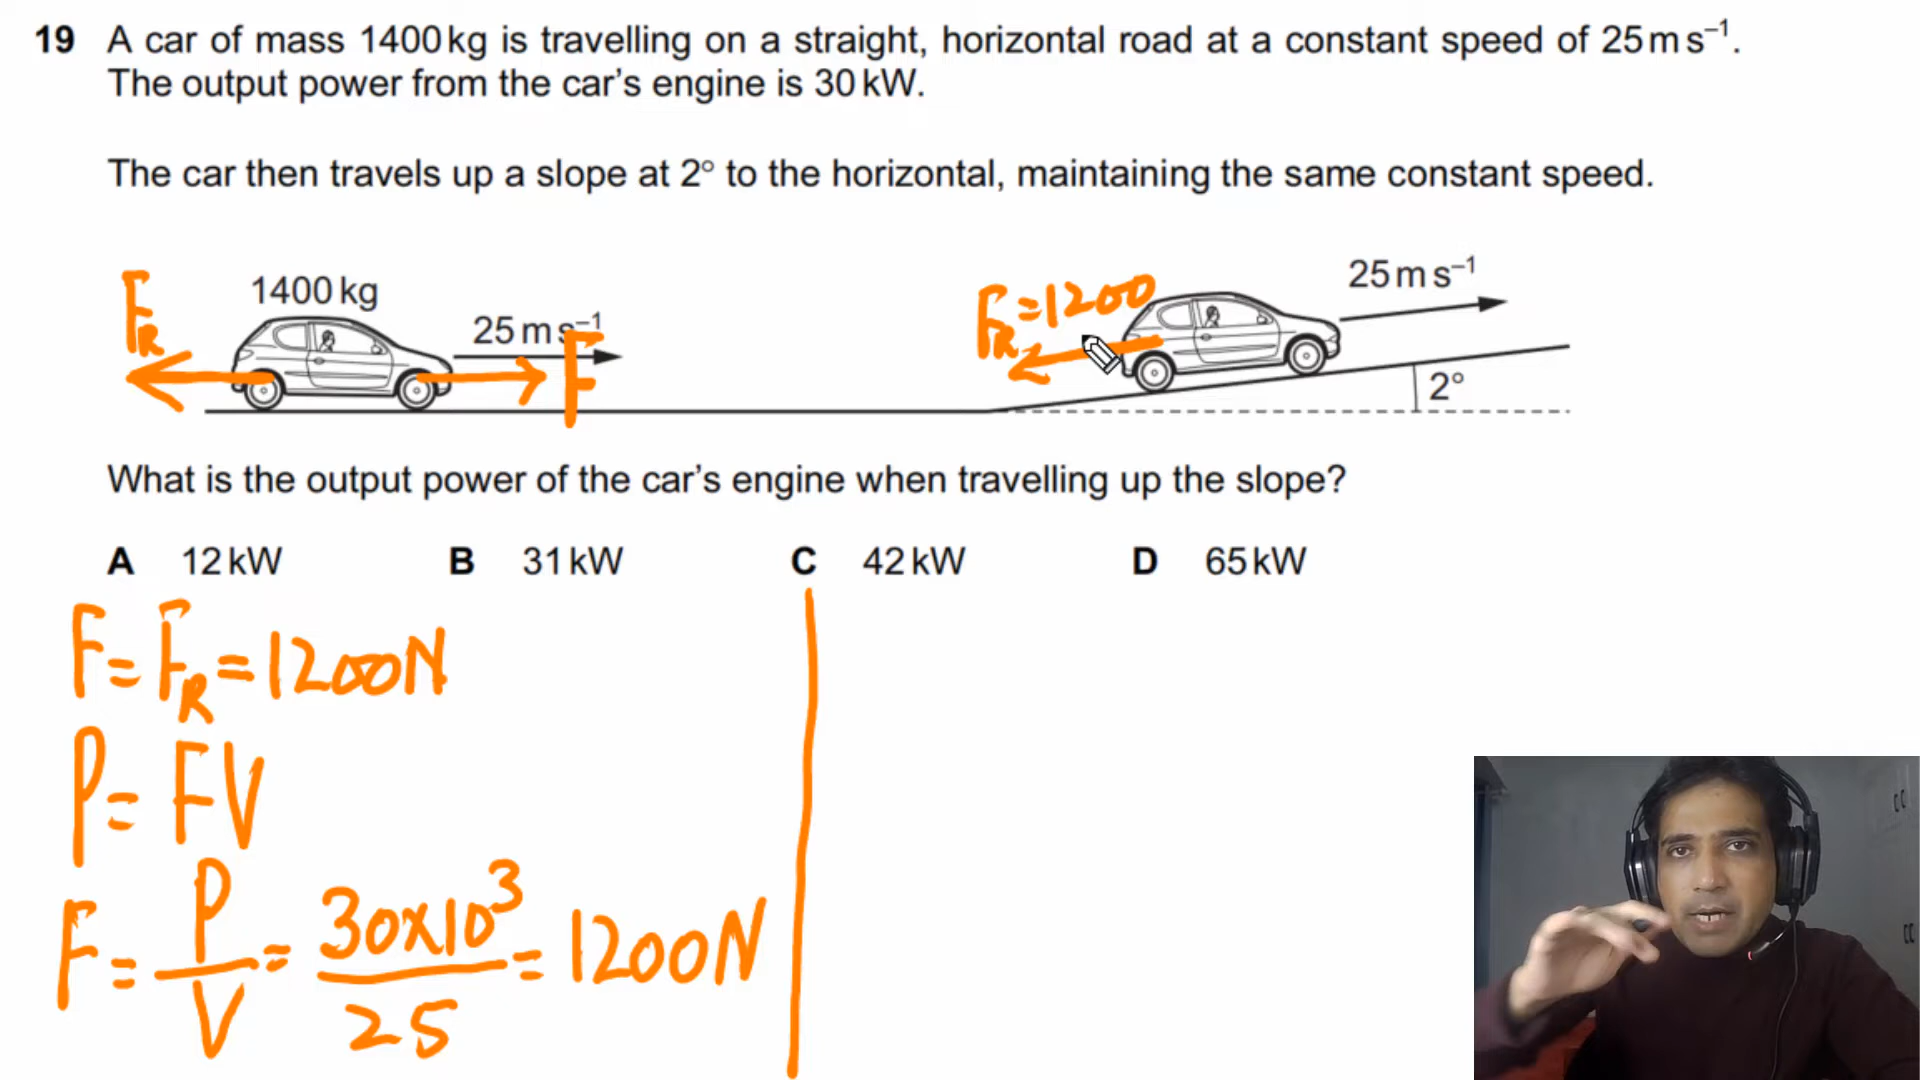 19 A car of mass 1400 kg is travelling on a straight, horizontal road at a constant speed of 25 m s⁻¹.
The output power from the car's engine is 30 kW.
The car then travels up a slope at 2° to the horizontal, maintaining the same constant speed.
F_R
1400 kg
25 m s⁻¹
F
F_R = 1200
25 m s⁻¹
2°
What is the output power of the car's engine when travelling up the slope?
A 12 kW B 31 kW C 42 kW D 65 kW
F = F_R = 1200N
P = FV
F = P/V = 30×10³/25 = 1200N